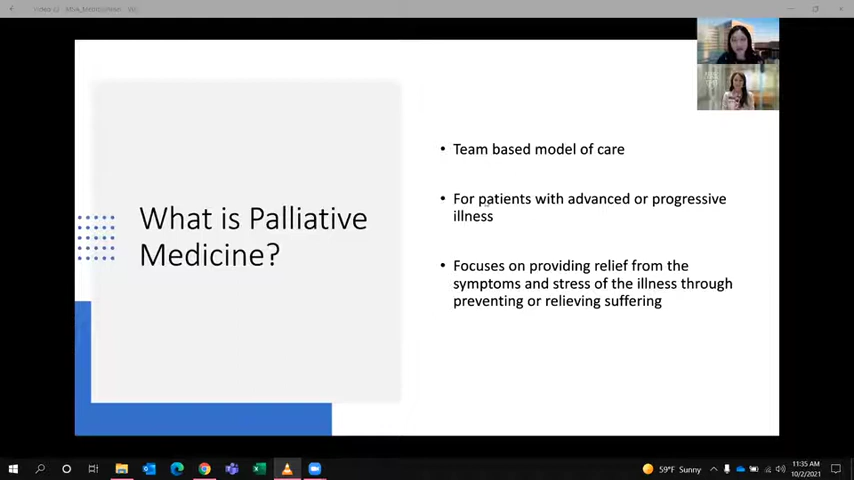 What is Palliative
Medicine?
• Team based model of care
• For patients with advanced or progressive
illness
• Focuses on providing relief from the
symptoms and stress of the illness through
preventing or relieving suffering
59°F Sunny
11:35 AM
10/2/2021